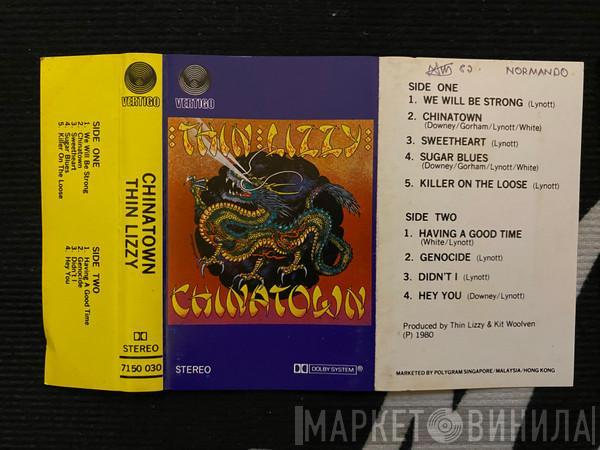 VERTIGO
SIDE ONE
1. We Will Be Strong
2. Chinatown
3. Sweetheart
4. Sugar Blues
5. Killer On The Loose
CHINATOWN
THIN LIZZY
SIDE TWO
1. Having A Good Time
2. Genocide
3. Didn't I
4. Hey You
STEREO
7150 030
VERTIGO
THIN LIZZY
CHINATOWN
STEREO
DOLBY SYSTEM ®
80 NORMANDO
SIDE ONE
1. WE WILL BE STRONG (Lynott)
2. CHINATOWN
(Downey/Gorham/Lynott/White)
3. SWEETHEART (Lynott)
4. SUGAR BLUES
(Downey/Gorham/Lynott/White)
5. KILLER ON THE LOOSE (Lynott)
SIDE TWO
1. HAVING A GOOD TIME
(White/Lynott)
2. GENOCIDE (Lynott)
3. DIDN'T I (Lynott)
4. HEY YOU (Downey/Lynott)
Produced by Thin Lizzy & Kit Woolven
(P) 1980
MARKETED BY POLYGRAM SINGAPORE/MALAYSIA/HONG KONG
МАРКЕТ ВИНИЛА